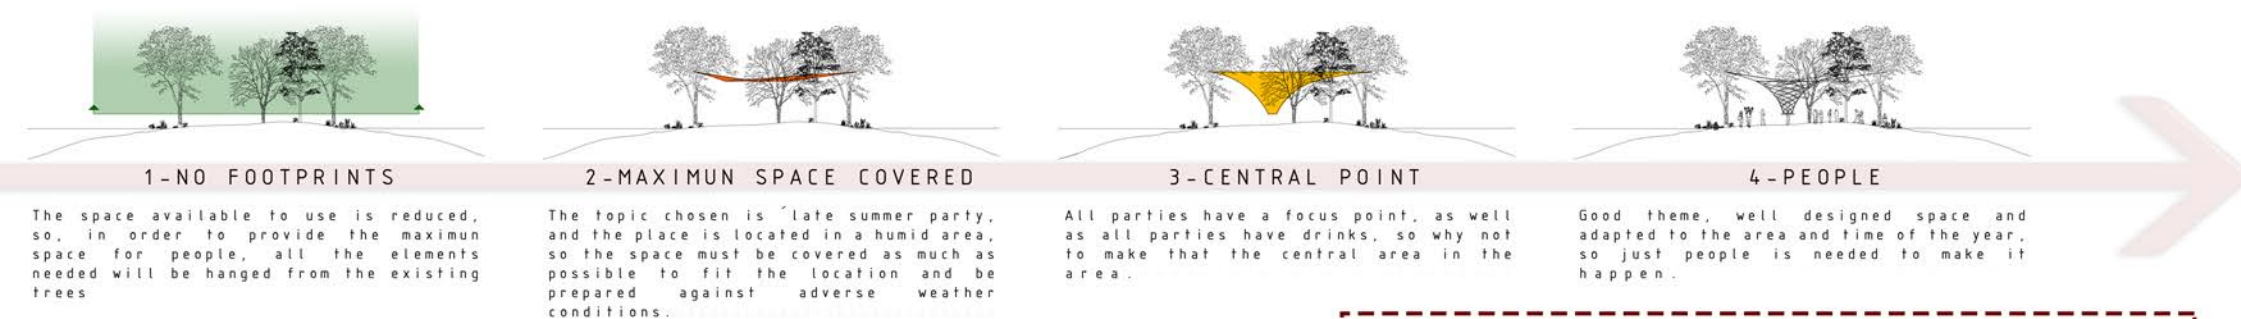 1-NO FOOTPRINTS
The space available to use is reduced,
so, in order to provide the maximun
space for people, all the elements
needed will be hanged from the existing
trees
2-MAXIMUN SPACE COVERED
The topic chosen is ´late summer party,
and the place is located in a humid area,
so the space must be covered as much as
possible to fit the location and be
prepared against adverse weather
conditions.
3-CENTRAL POINT
All parties have a focus point, as well
as all parties have drinks, so why not
to make that the central area in the
area.
4-PEOPLE
Good theme, well designed space and
adapted to the area and time of the year,
so just people is needed to make it
happen.